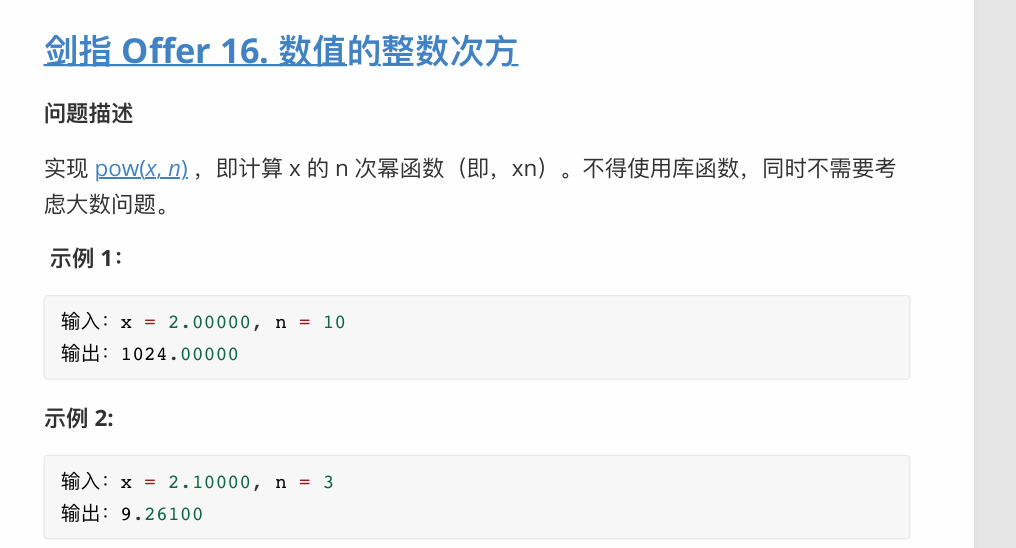 剑指 Offer 16. 数值的整数次方
问题描述
实现 pow(x, n) ，即计算 x 的 n 次幂函数（即，xn）。不得使用库函数，同时不需要考
虑大数问题。
示例 1：
输入：x = 2.00000, n = 10
输出：1024.00000
示例 2:
输入：x = 2.10000, n = 3
输出：9.26100